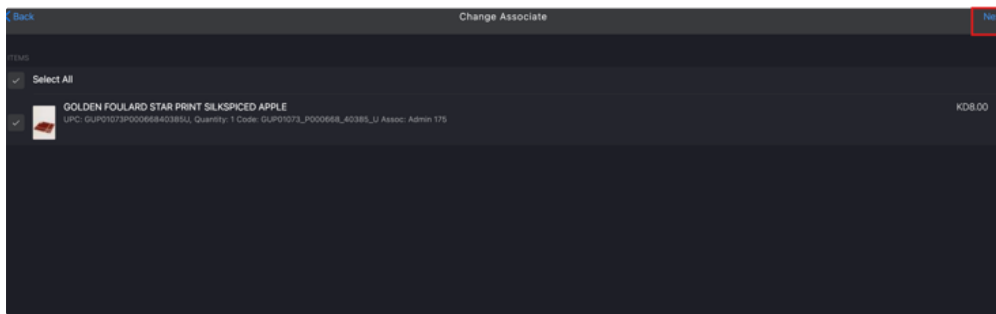 Back
Change Associate
Ne
ITEMS
Select All
GOLDEN FOULARD STAR PRINT SILKSPICED APPLE
KD8.00
UPC: GUP01073P00066840385U, Quantity: 1 Code: GUP01073_P000668_40385_U Assoc: Admin 175